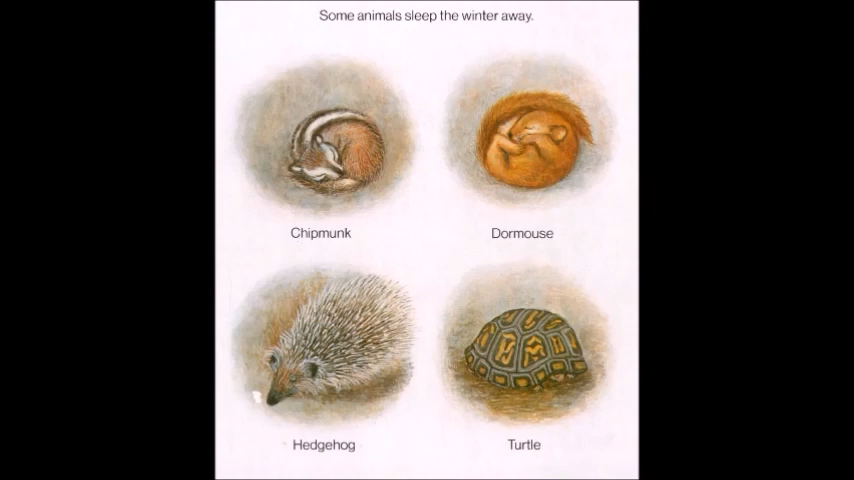 Some animals sleep the winter away.
Chipmunk
Dormouse
Hedgehog
Turtle